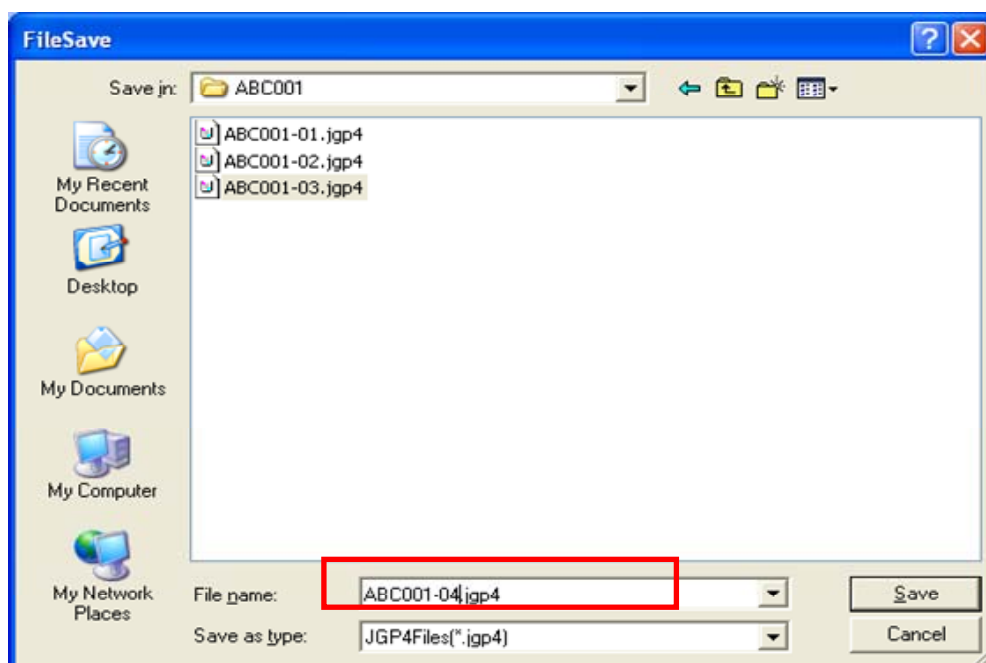 FileSave
Save in: ABC001
ABC001-01.jgp4
ABC001-02.jgp4
ABC001-03.jgp4
My Recent
Documents
Desktop
My Documents
My Computer
My Network
Places
File name: ABC001-04.jgp4 Save
Save as type: JGP4Files(*.jgp4) Cancel